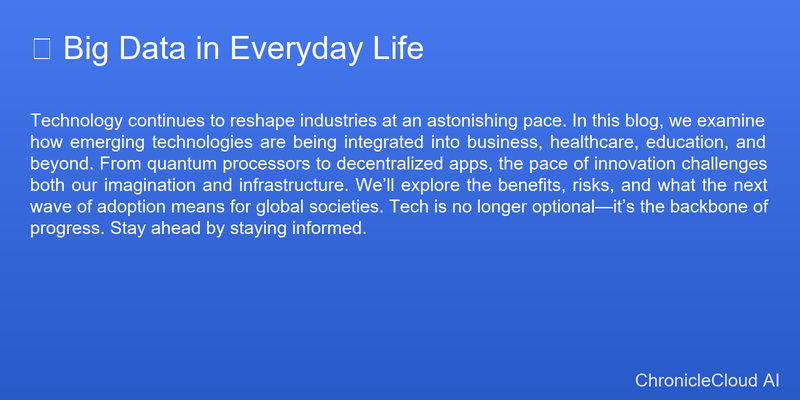 Big Data in Everyday Life
Technology continues to reshape industries at an astonishing pace. In this blog, we examine
how emerging technologies are being integrated into business, healthcare, education, and
beyond. From quantum processors to decentralized apps, the pace of innovation challenges
both our imagination and infrastructure. We’ll explore the benefits, risks, and what the next
wave of adoption means for global societies. Tech is no longer optional—it’s the backbone of
progress. Stay ahead by staying informed.
ChronicleCloud AI